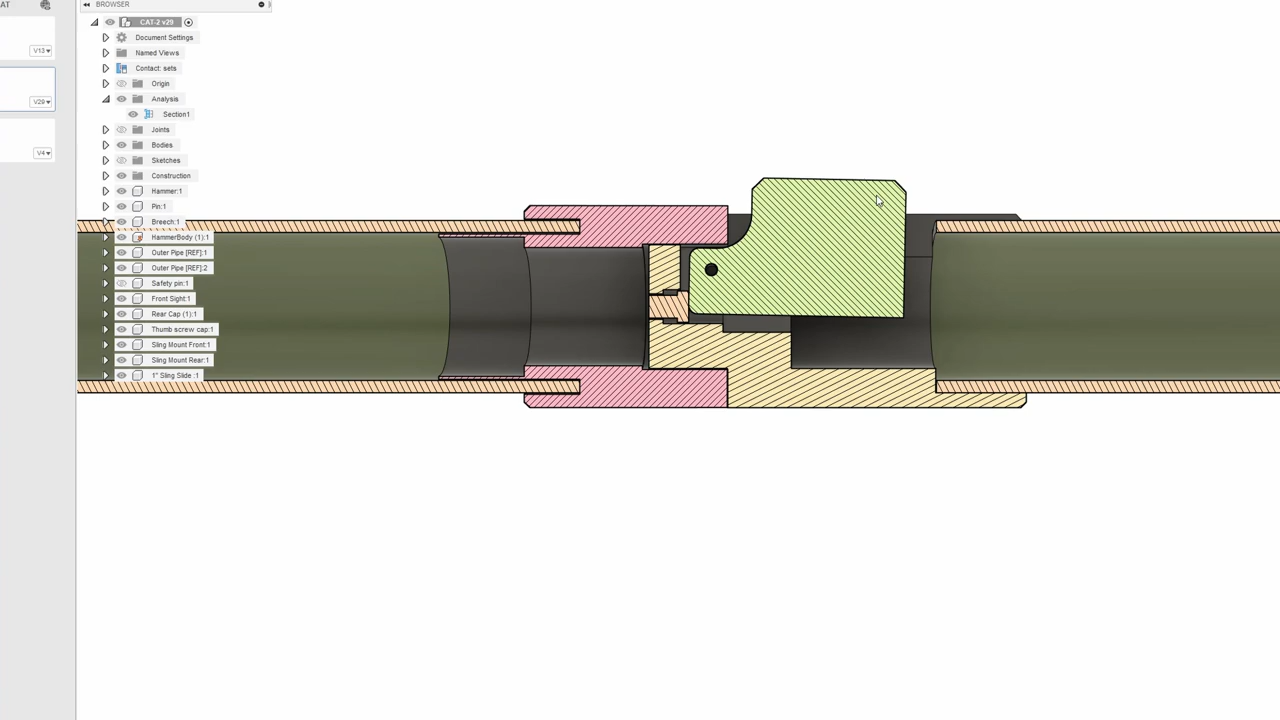 AT
BROWSER
CAT-2 v29
Document Settings
Named Views
Contact: sets
Origin
Analysis
Section1
Joints
Bodies
Sketches
Construction
Hammer:1
Pin:1
Breech:1
HammerBody (1):1
Outer Pipe [REF]:1
Outer Pipe [REF]:2
Safety pin:1
Front Sight:1
Rear Cap (1):1
Thumb screw cap:1
Sling Mount Front:1
Sling Mount Rear:1
1" Sling Slide :1
V13
V29
V4